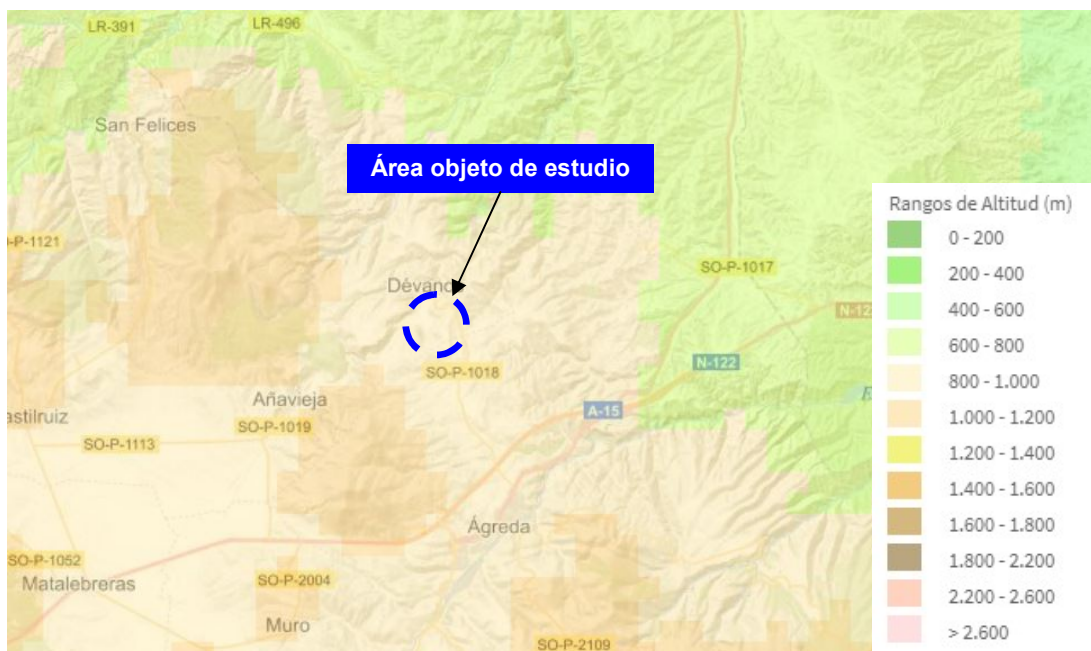 LR-391
LR-496
San Felices
Área objeto de estudio
Rangos de Altitud (m)
0 - 200
200 - 400
400 - 600
600 - 800
800 - 1.000
1.000 - 1.200
1.200 - 1.400
1.400 - 1.600
1.600 - 1.800
1.800 - 2.200
2.200 - 2.600
> 2.600
-P-1121
SO-P-1017
Dévano
N-12
N-122
SO-P-1018
Añavieja
A-15
astilruiz
SO-P-1019
SO-P-1113
Ágreda
SO-P-1052
Matalebreras
SO-P-2004
Muro
SO-P-2109